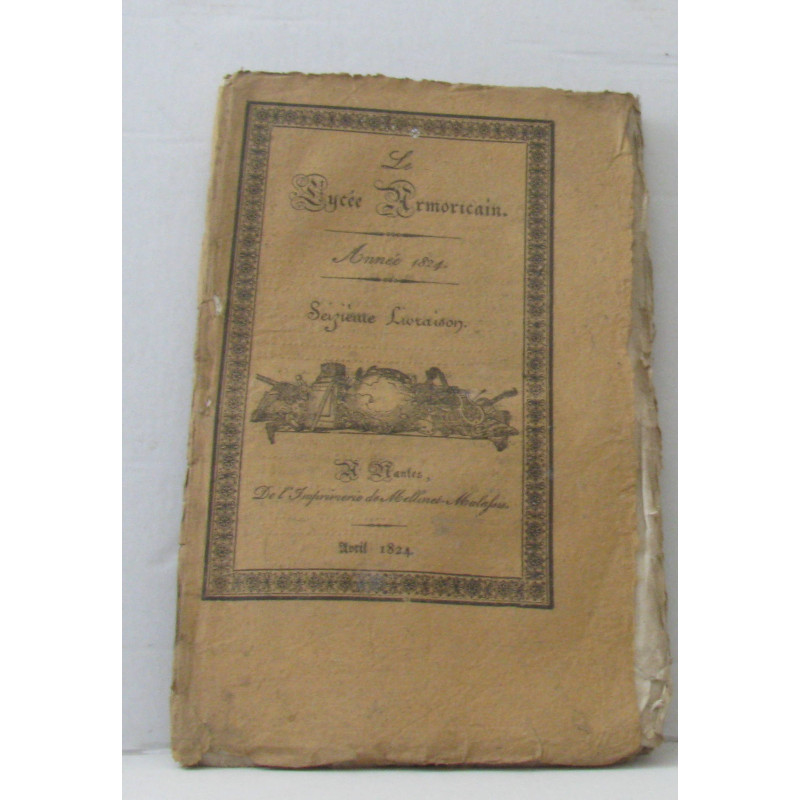 Le
Lycée Armoricain.
Année 1824.
Seizième Livraison.
A Nantes,
De l'Imprimerie de Mellinet-Malassis.
Avril 1824.